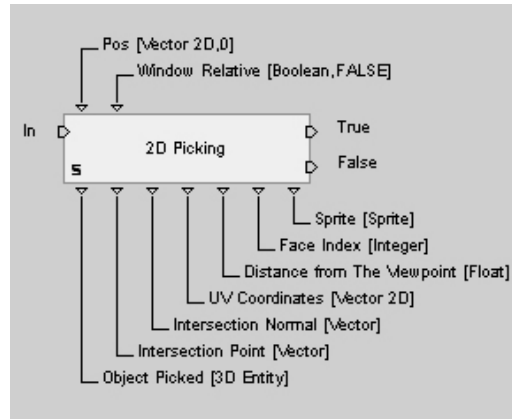 Pos [Vector 2D,0]
Window Relative [Boolean,FALSE]
In
True
2D Picking
False
S
Sprite [Sprite]
Face Index [Integer]
Distance from The Viewpoint [Float]
UV Coordinates [Vector 2D]
Intersection Normal [Vector]
Intersection Point [Vector]
Object Picked [3D Entity]